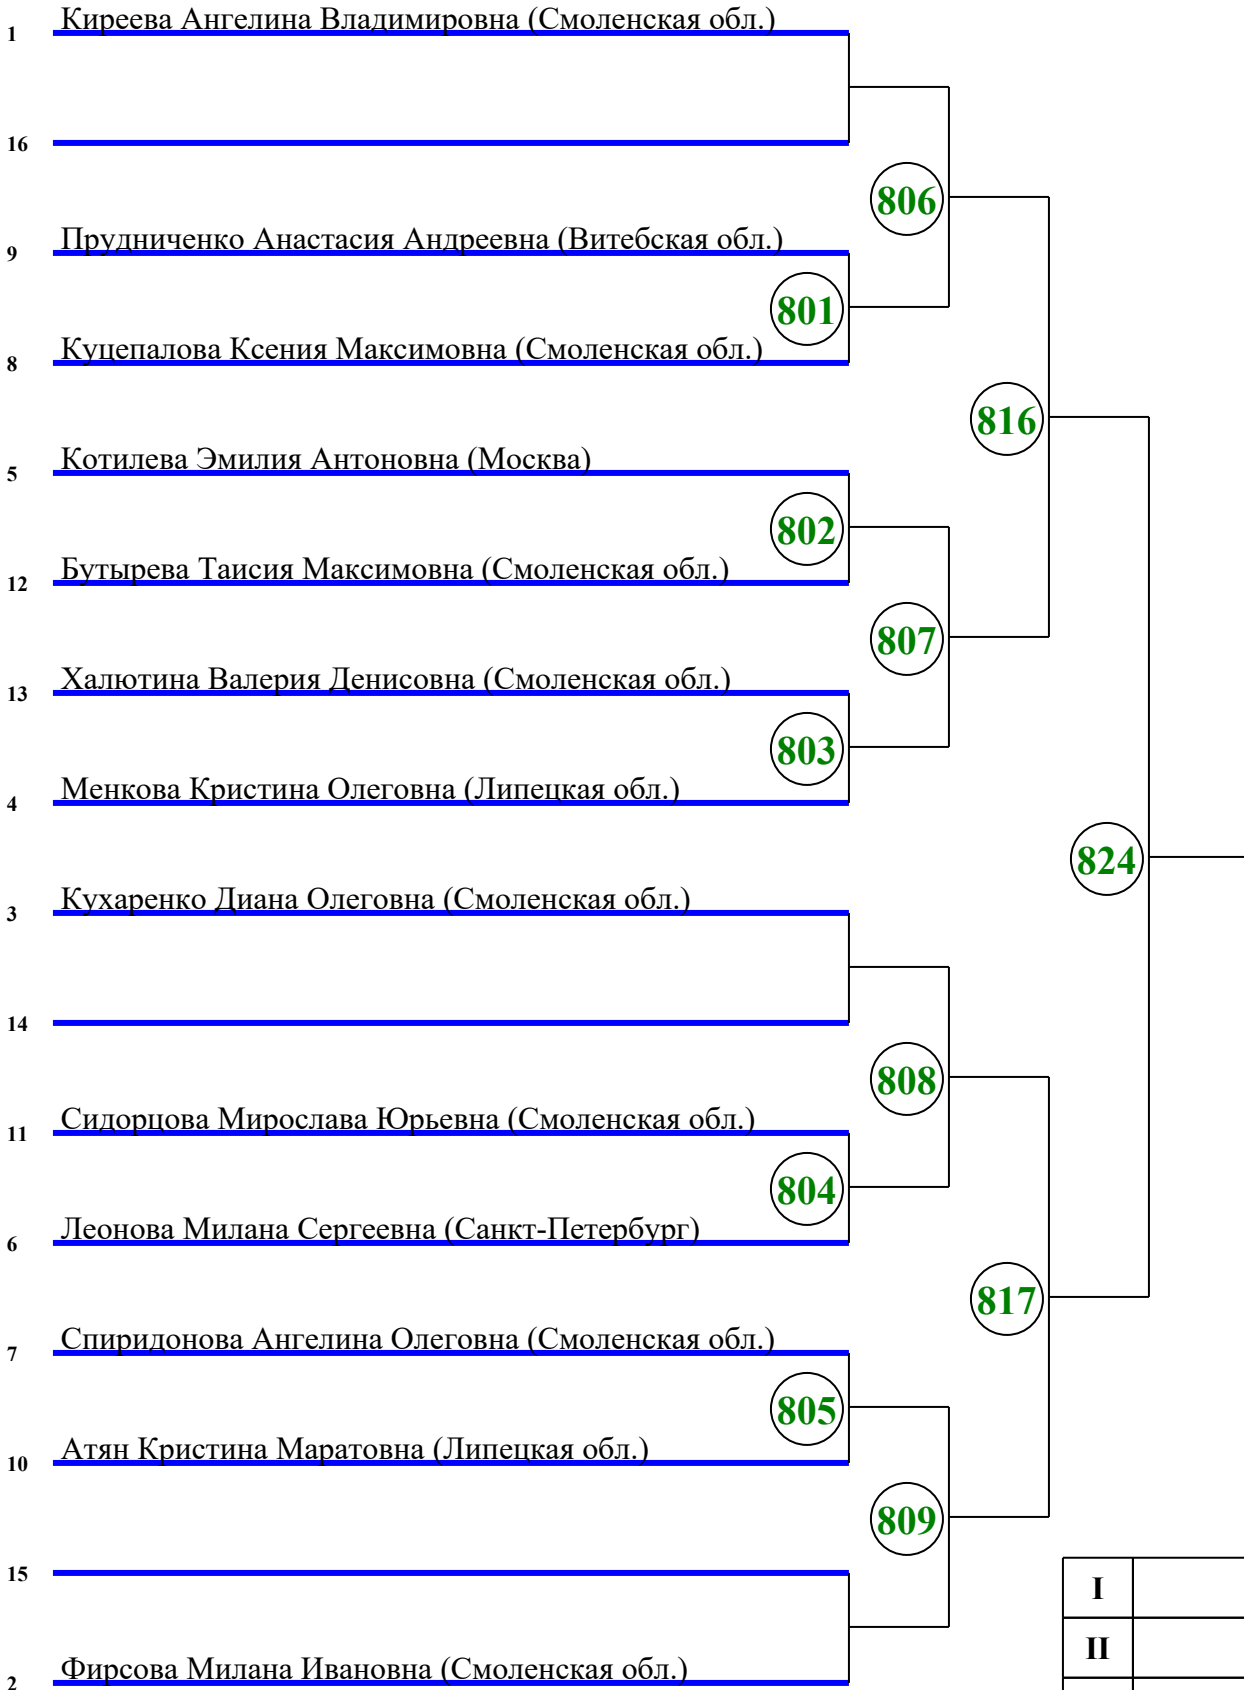 Киреева Ангелина Владимировна (Смоленская обл.)
1
16
806
Прудниченко Анастасия Андреевна (Витебская обл.)
9
801
Куцепалова Ксения Максимовна (Смоленская обл.)
8
816
Котилева Эмилия Антоновна (Москва)
5
802
Бутырева Таисия Максимовна (Смоленская обл.)
12
807
Халютина Валерия Денисовна (Смоленская обл.)
13
803
Менкова Кристина Олеговна (Липецкая обл.)
4
824
Кухаренко Диана Олеговна (Смоленская обл.)
3
14
808
Сидорцова Мирослава Юрьевна (Смоленская обл.)
11
804
Леонова Милана Сергеевна (Санкт-Петербург)
6
817
Спиридонова Ангелина Олеговна (Смоленская обл.)
7
805
Атян Кристина Маратовна (Липецкая обл.)
10
809
15
I
II
Фирсова Милана Ивановна (Смоленская обл.)
2